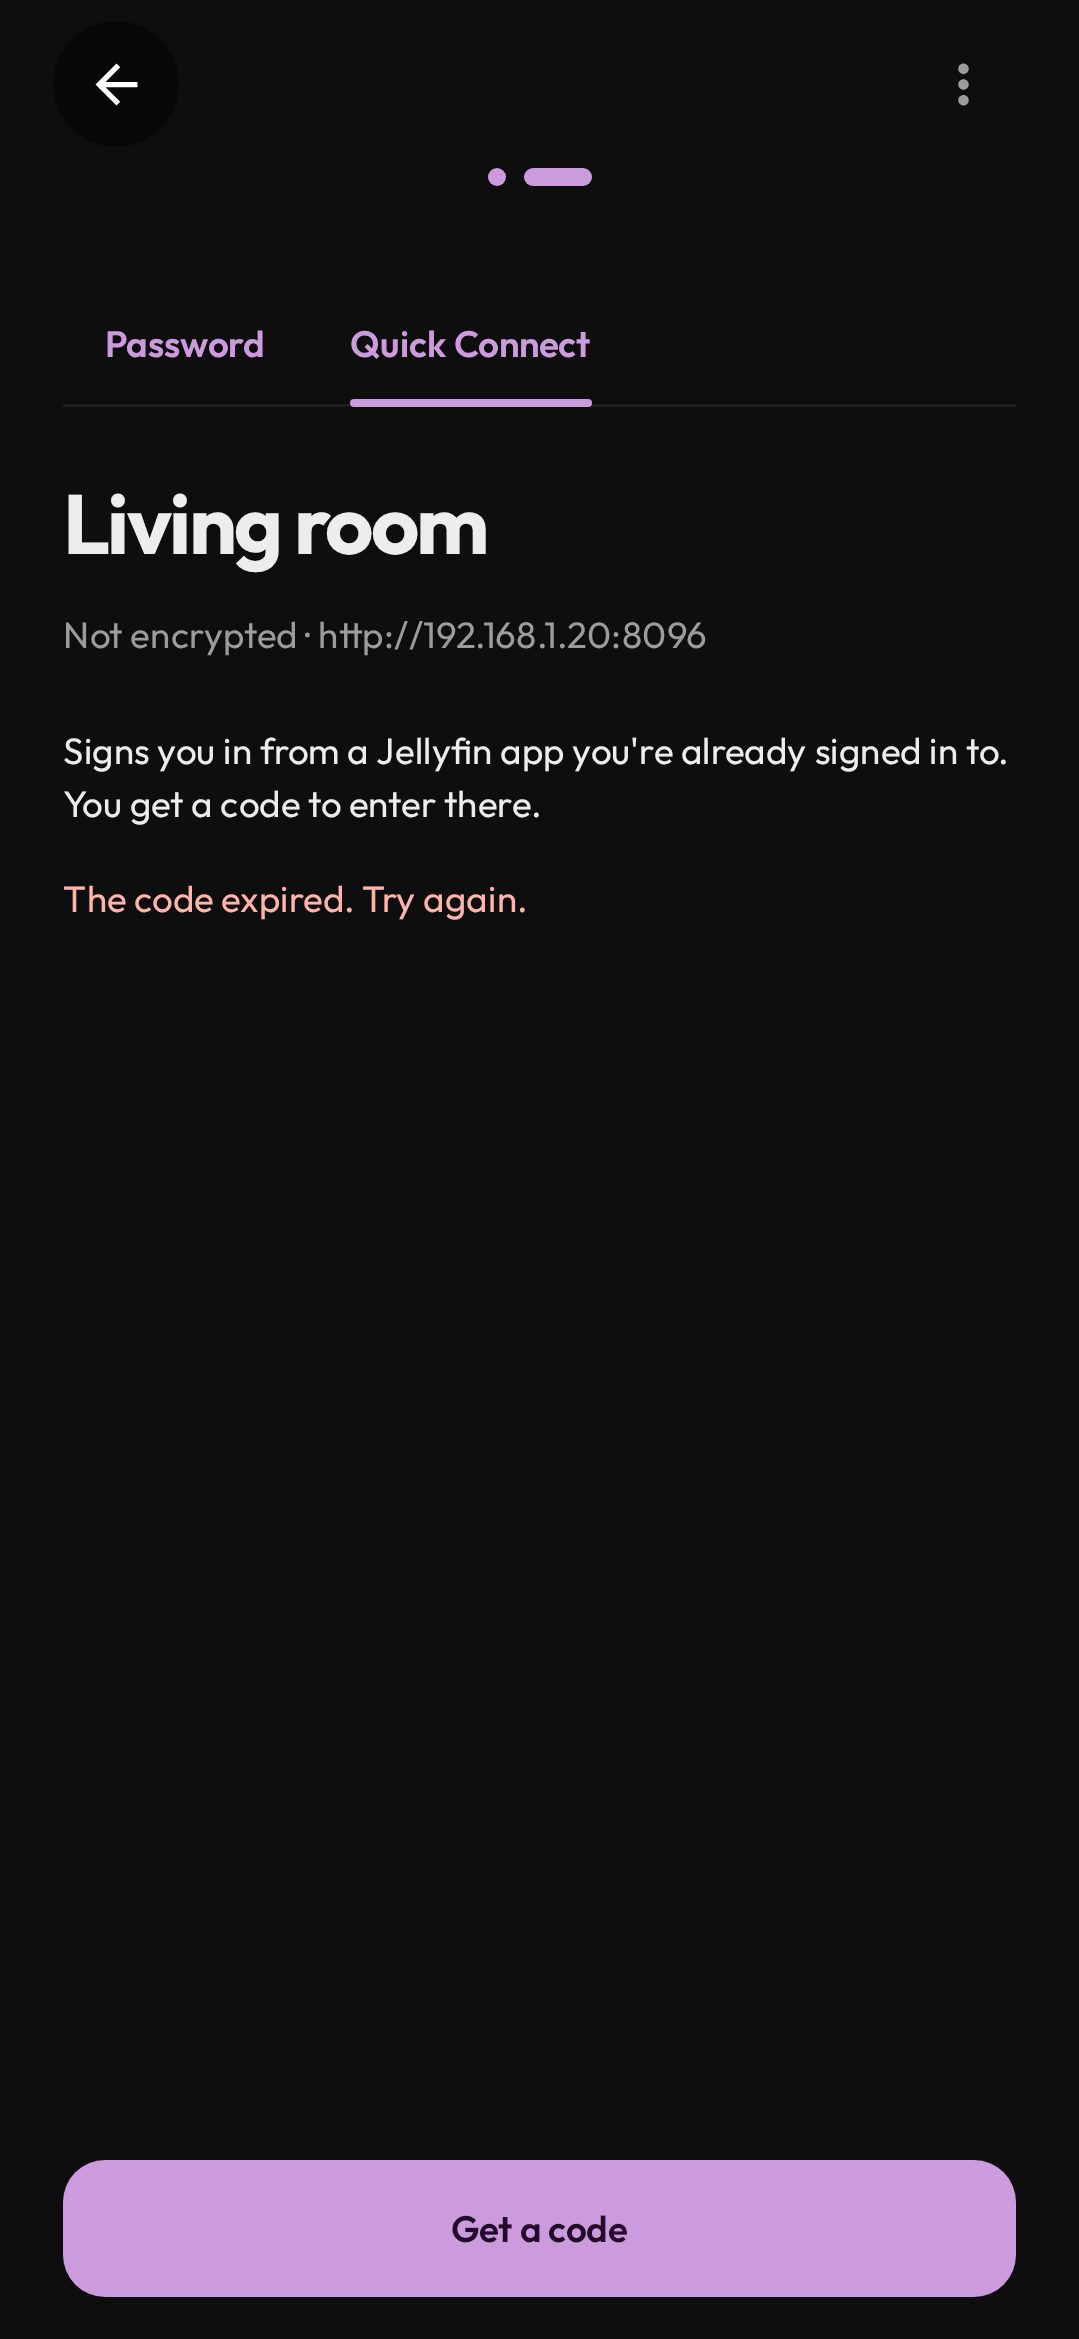 Password
Quick Connect
Living room
Not encrypted · http://192.168.1.20:8096
Signs you in from a Jellyfin app you're already signed in to.
You get a code to enter there.
The code expired. Try again.
Get a code